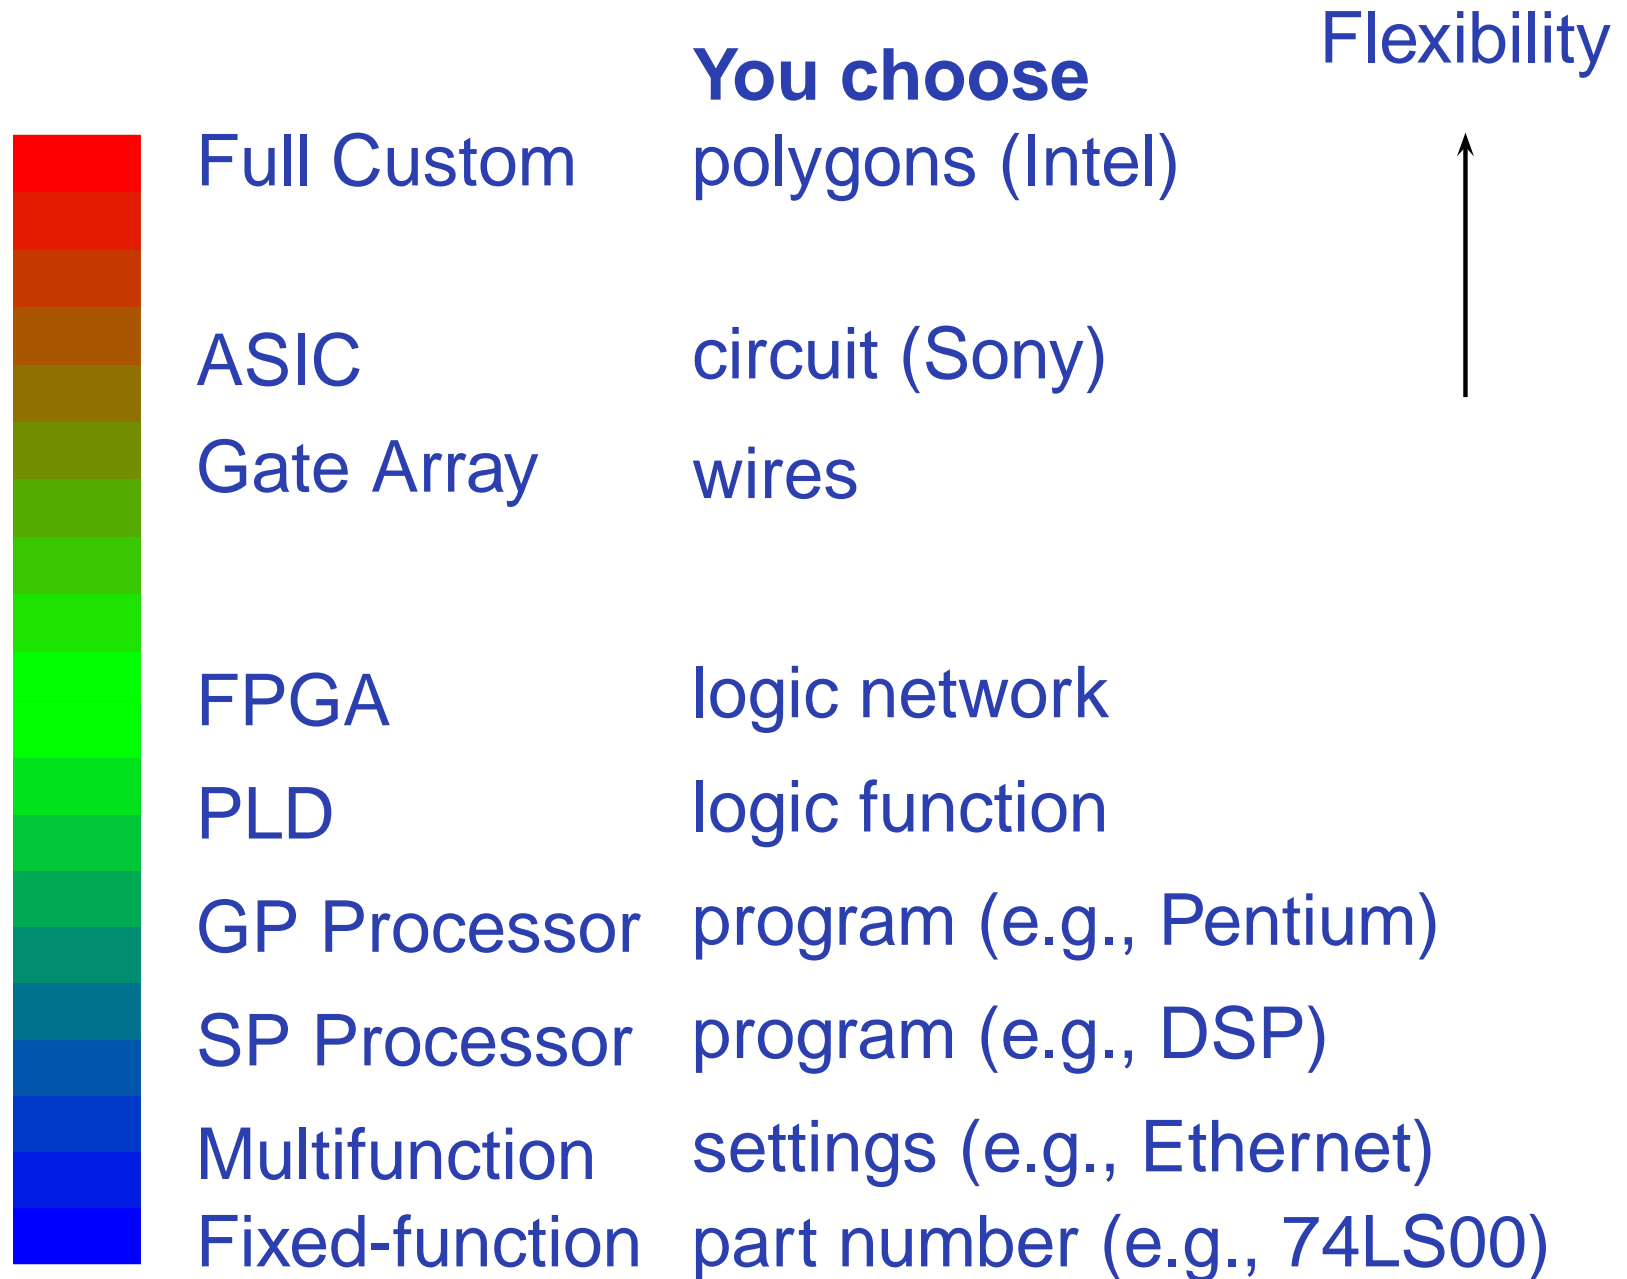 Flexibility
You choose
Full Custom polygons (Intel)
ASIC circuit (Sony)
Gate Array wires
FPGA logic network
PLD logic function
GP Processor program (e.g., Pentium)
SP Processor program (e.g., DSP)
Multifunction settings (e.g., Ethernet)
Fixed-function part number (e.g., 74LS00)